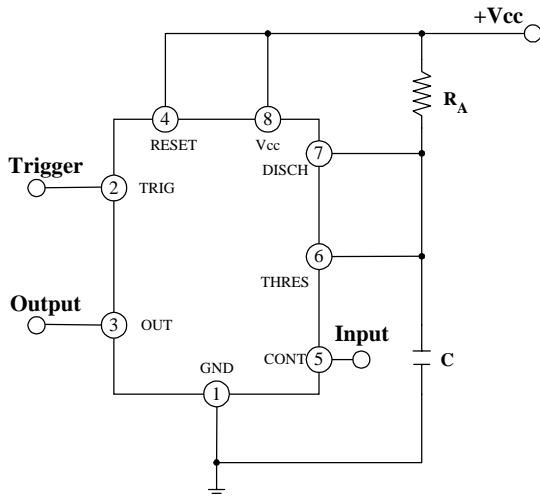 +Vcc
4
8
RESET
Vcc
R_A
7
DISCH
Trigger
2
TRIG
6
THRES
Output
3
OUT
Input
GND
CONT
5
C
1